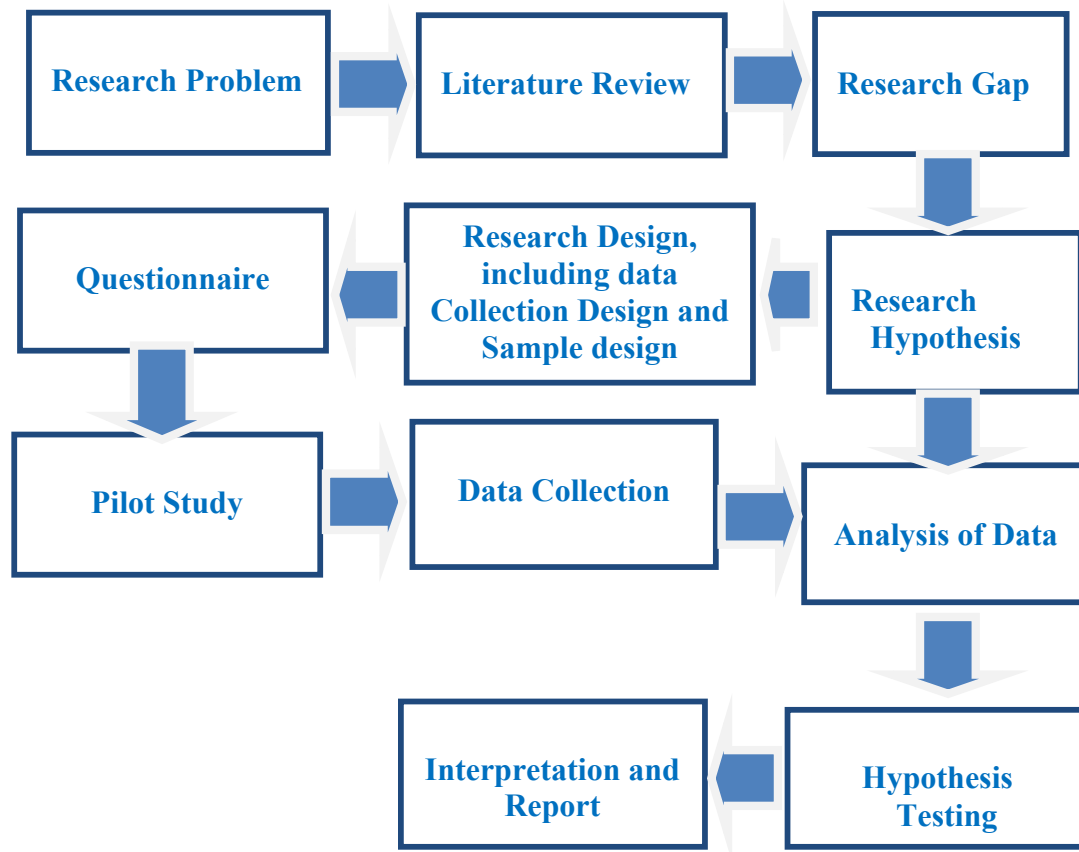 Research Problem
Literature Review
Research Gap
Research
Hypothesis
Research Design,
including data
Collection Design and
Sample design
Questionnaire
Pilot Study
Data Collection
Analysis of Data
Hypothesis
Testing
Interpretation and
Report